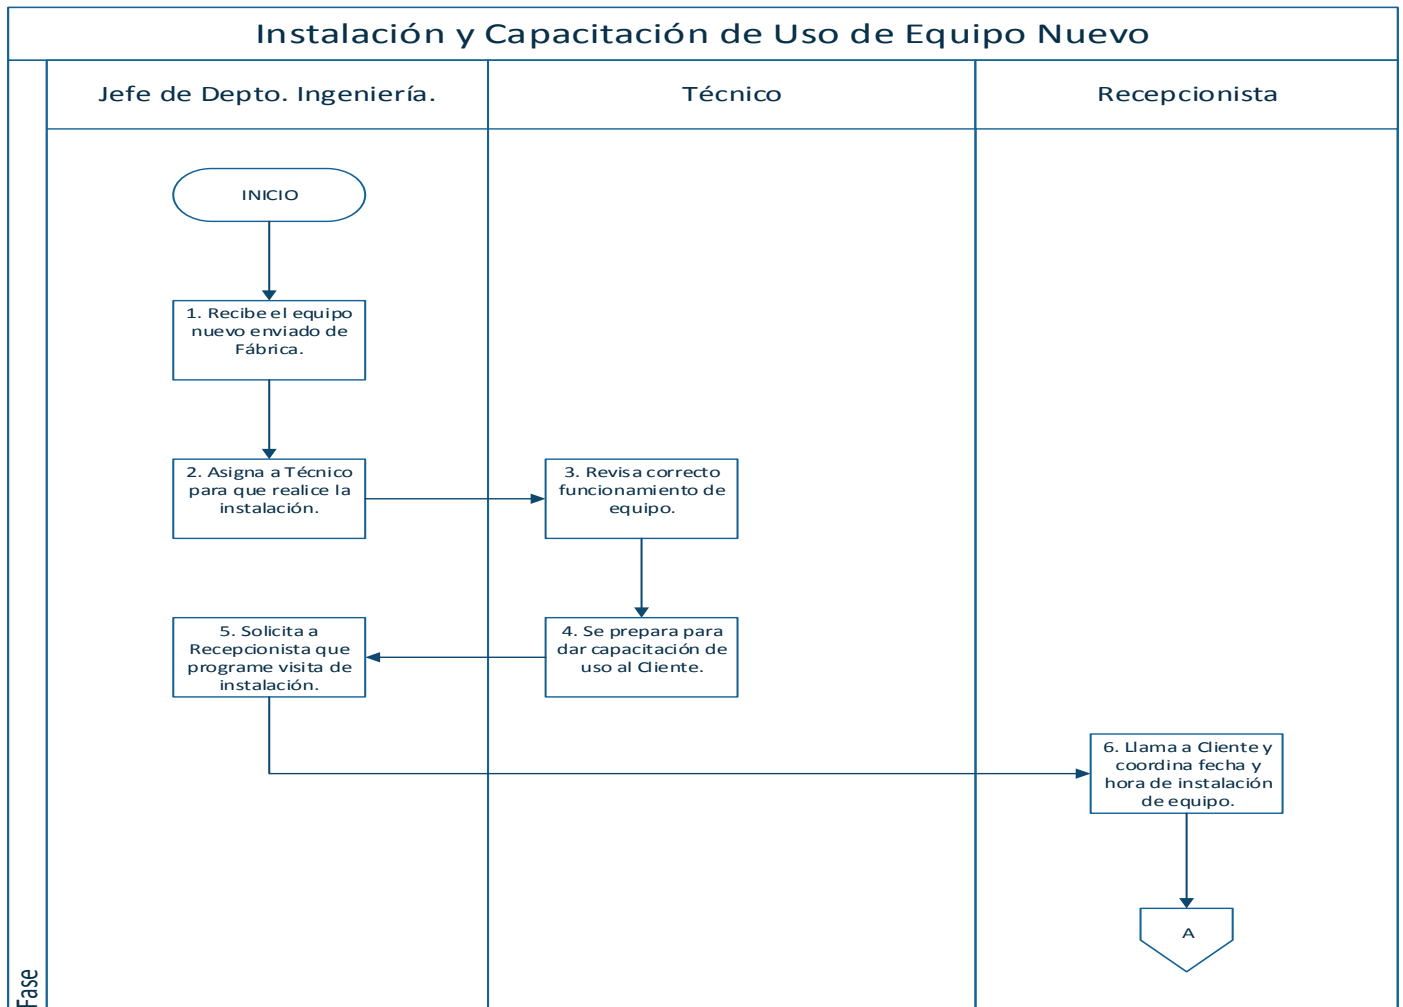 Instalación y Capacitación de Uso de Equipo Nuevo
Jefe de Depto. Ingeniería.
Técnico
Recepcionista
INICIO
1. Recibe el equipo
nuevo enviado de
Fábrica.
2. Asigna a Técnico
para que realice la
instalación.
3. Revisa correcto
funcionamiento de
equipo.
4. Se prepara para
dar capacitación de
uso al Cliente.
5. Solicita a
Recepcionista que
programe visita de
instalación.
6. Llama a Cliente y
coordina fecha y
hora de instalación
de equipo.
A
Fase